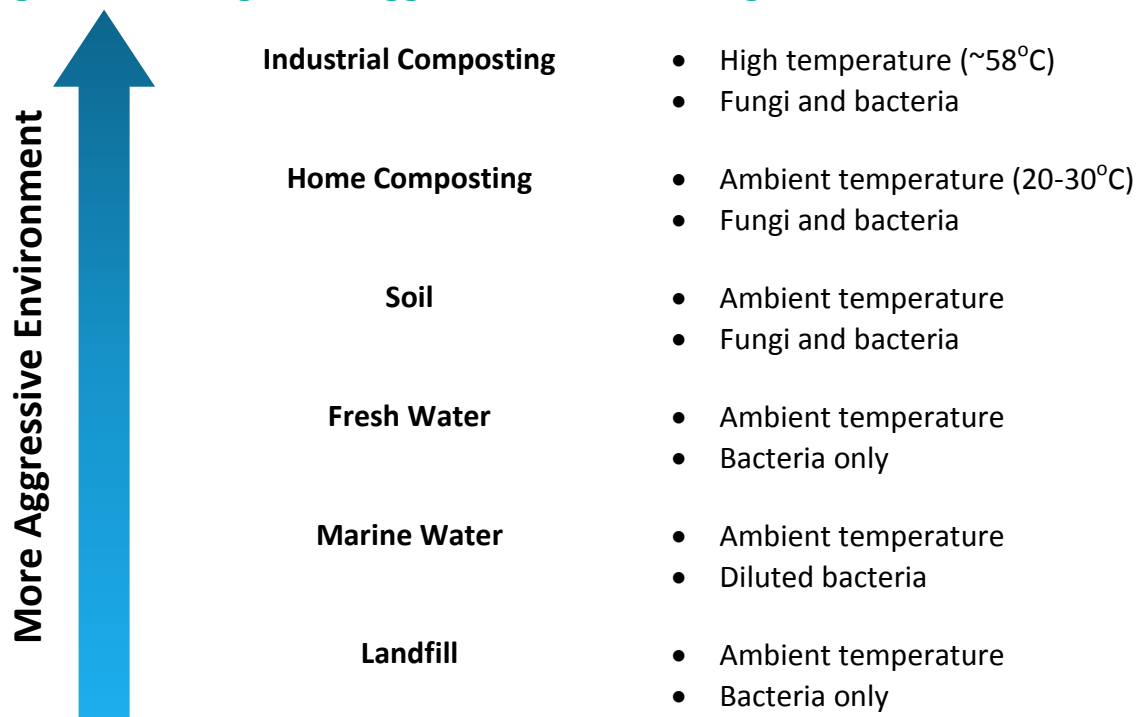 More Aggressive Environment
Industrial Composting
• High temperature (~58°C)
• Fungi and bacteria
Home Composting
• Ambient temperature (20-30°C)
• Fungi and bacteria
Soil
• Ambient temperature
• Fungi and bacteria
Fresh Water
• Ambient temperature
• Bacteria only
Marine Water
• Ambient temperature
• Diluted bacteria
Landfill
• Ambient temperature
• Bacteria only